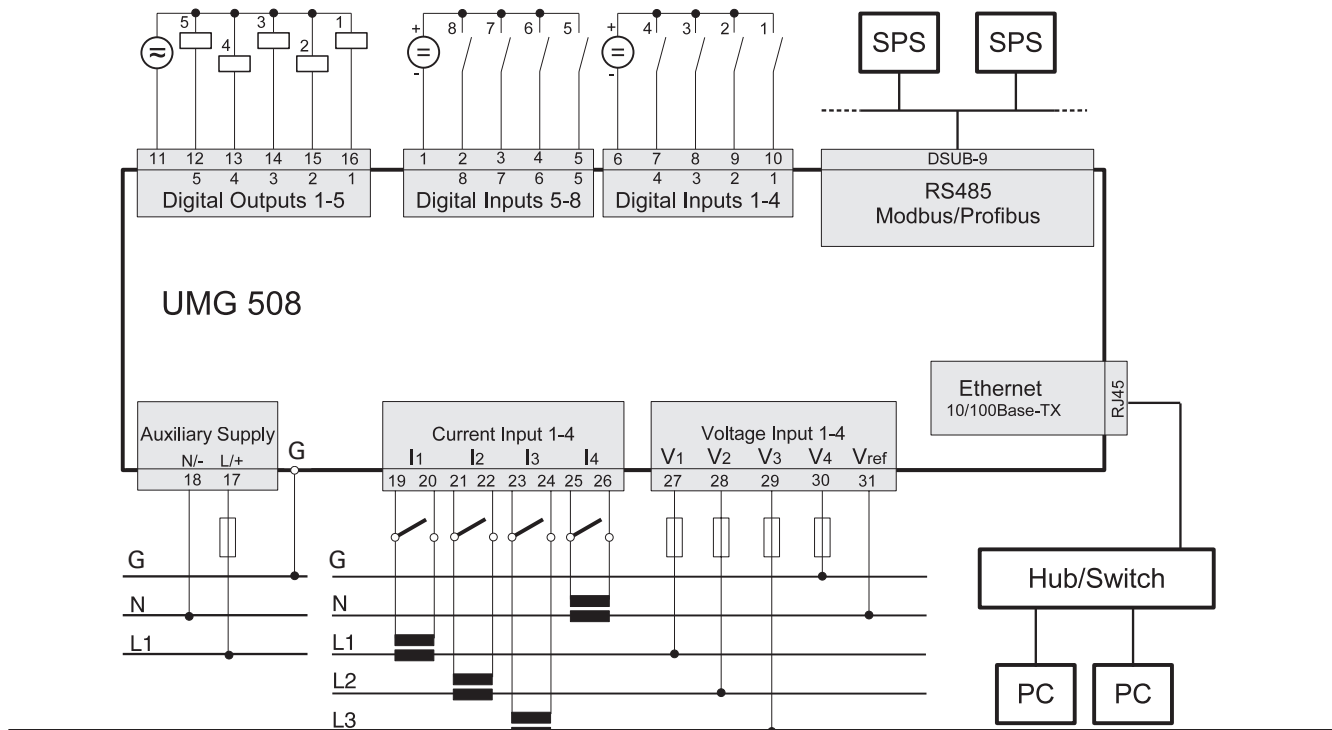 5 3 1
4 2
+ 8 7 6 5
= -
+ 4 3 2 1
= -
SPS SPS
11 12 13 14 15 16
5 4 3 2 1
Digital Outputs 1-5
1 2 3 4 5
8 7 6 5
Digital Inputs 5-8
6 7 8 9 10
4 3 2 1
Digital Inputs 1-4
DSUB-9
RS485
Modbus/Profibus
UMG 508
Ethernet
10/100Base-TX
RJ45
Auxiliary Supply
N/- L/+
18 17
G
Current Input 1-4
I1 I2 I3 I4
19 20 21 22 23 24 25 26
Voltage Input 1-4
V1 V2 V3 V4 Vref
27 28 29 30 31
G
N
L1
G
N
L1
L2
L3
Hub/Switch
PC PC